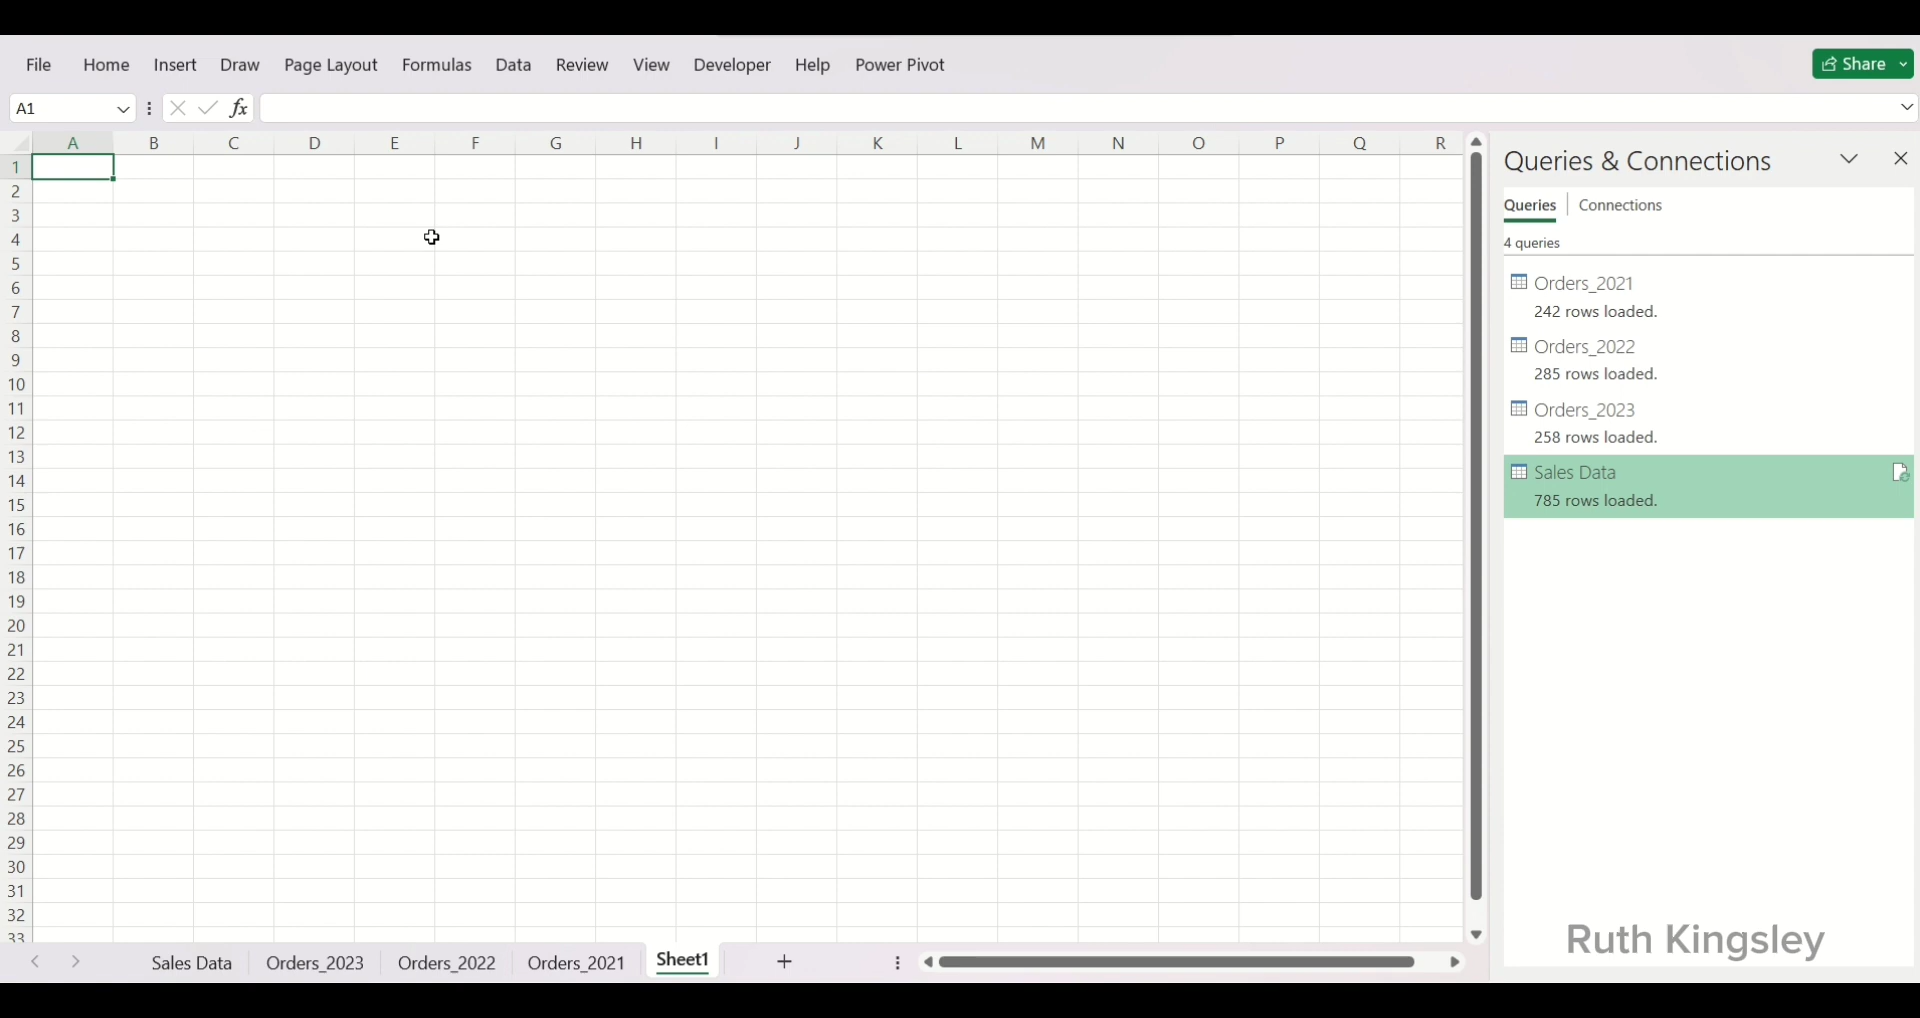 File Home Insert Draw Page Layout Formulas Data Review View Developer Help Power Pivot Share
A1 fx
A B C D E F G H I J K L M N O P Q R
1
2
3
4
5
6
7
8
9
10
11
12
13
14
15
16
17
18
19
20
21
22
23
24
25
26
27
28
29
30
31
32
33
Sales Data Orders_2023 Orders_2022 Orders_2021 Sheet1
Queries & Connections
Queries Connections
4 queries
Orders_2021
242 rows loaded.
Orders_2022
285 rows loaded.
Orders_2023
258 rows loaded.
Sales Data
785 rows loaded.
Ruth Kingsley